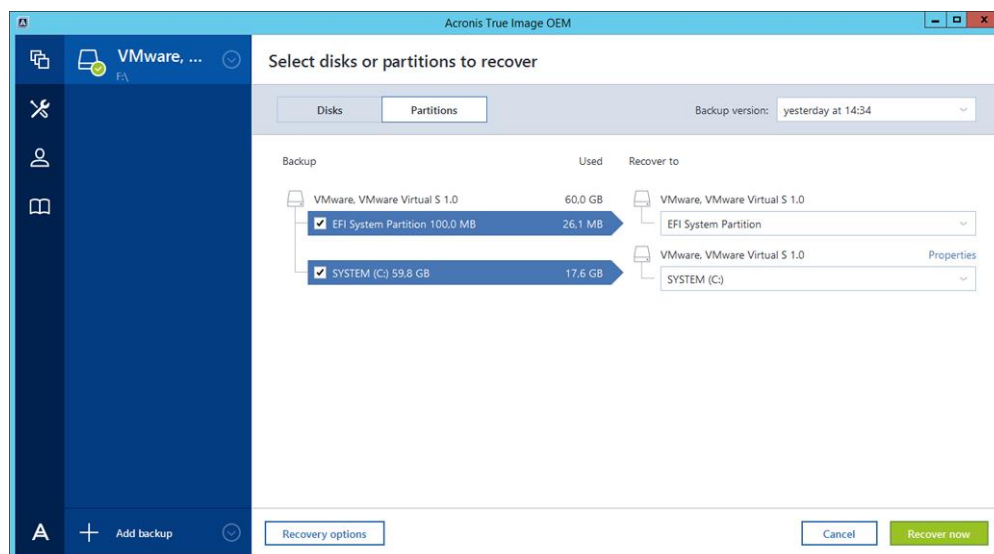 Acronis True Image OEM
VMware, ...
F:\
Select disks or partitions to recover
Disks
Partitions
Backup version:
yesterday at 14:34
Backup
Used
Recover to
VMware, VMware Virtual S 1.0
60,0 GB
VMware, VMware Virtual S 1.0
EFI System Partition 100,0 MB
26,1 MB
EFI System Partition
VMware, VMware Virtual S 1.0
Properties
SYSTEM (C:) 59,8 GB
17,6 GB
SYSTEM (C:)
A
Add backup
Recovery options
Cancel
Recover now